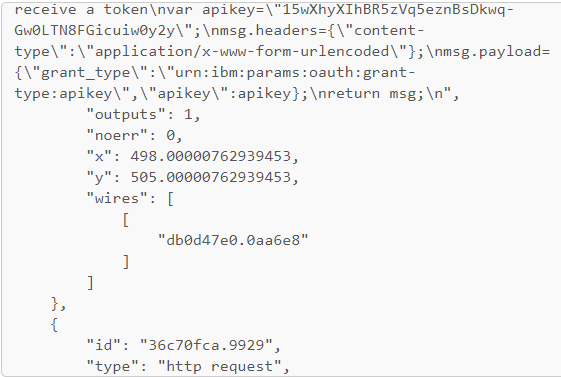 receive a token\nvar apikey=\"15wXhyXIhBR5zVq5eznBsDkwq-
Gw0LTN8FGicuiw0y2y\";\nmsg.headers={\"content-
type\":\"application/x-www-form-urlencoded\"};\nmsg.payload=
{\"grant_type\":\"urn:ibm:params:oauth:grant-
type:apikey\",\"apikey\":apikey};\nreturn msg;\n",
"outputs": 1,
"noerr": 0,
"x": 498.00000762939453,
"y": 505.00000762939453,
"wires": [
[
"db0d47e0.0aa6e8"
]
]
},
{
"id": "36c70fca.9929",
"type": "http request",